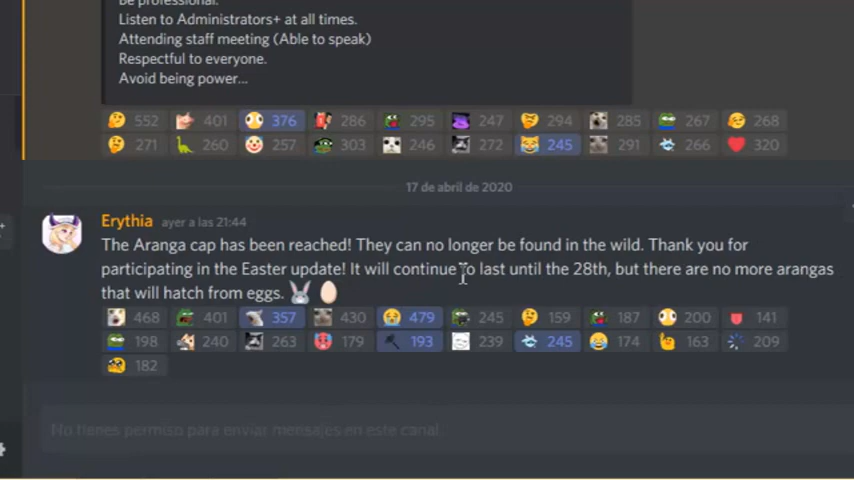 Be professional.
Listen to Administrators+ at all times.
Attending staff meeting (Able to speak)
Respectful to everyone.
Avoid being power...
552 401 376 286 295 247 294 285 267 268
271 260 257 303 246 272 245 291 266 320
17 de abril de 2020
Erythia ayer a las 21:44
The Aranga cap has been reached! They can no longer be found in the wild. Thank you for
participating in the Easter update! It will continue to last until the 28th, but there are no more arangas
that will hatch from eggs.
468 401 357 430 479 245 159 187 200 141
198 240 263 179 193 239 245 174 163 209
182
No tienes permiso para enviar mensajes en este canal.